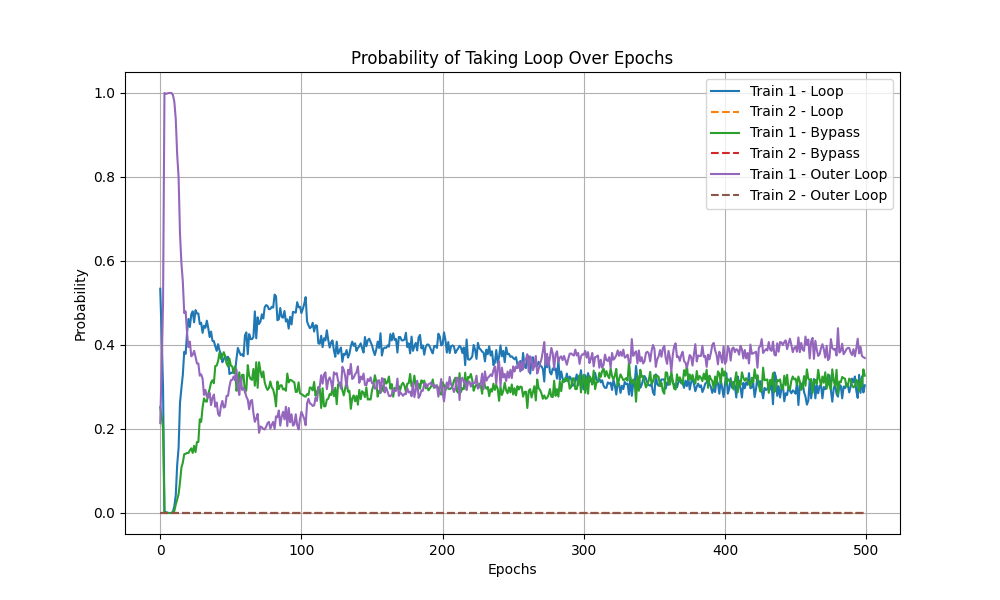 Probability of Taking Loop Over Epochs
Train 1 - Loop
Train 2 - Loop
Train 1 - Bypass
Train 2 - Bypass
Train 1 - Outer Loop
Train 2 - Outer Loop
Probability
1.0
0.8
0.6
0.4
0.2
0.0
0 100 200 300 400 500
Epochs